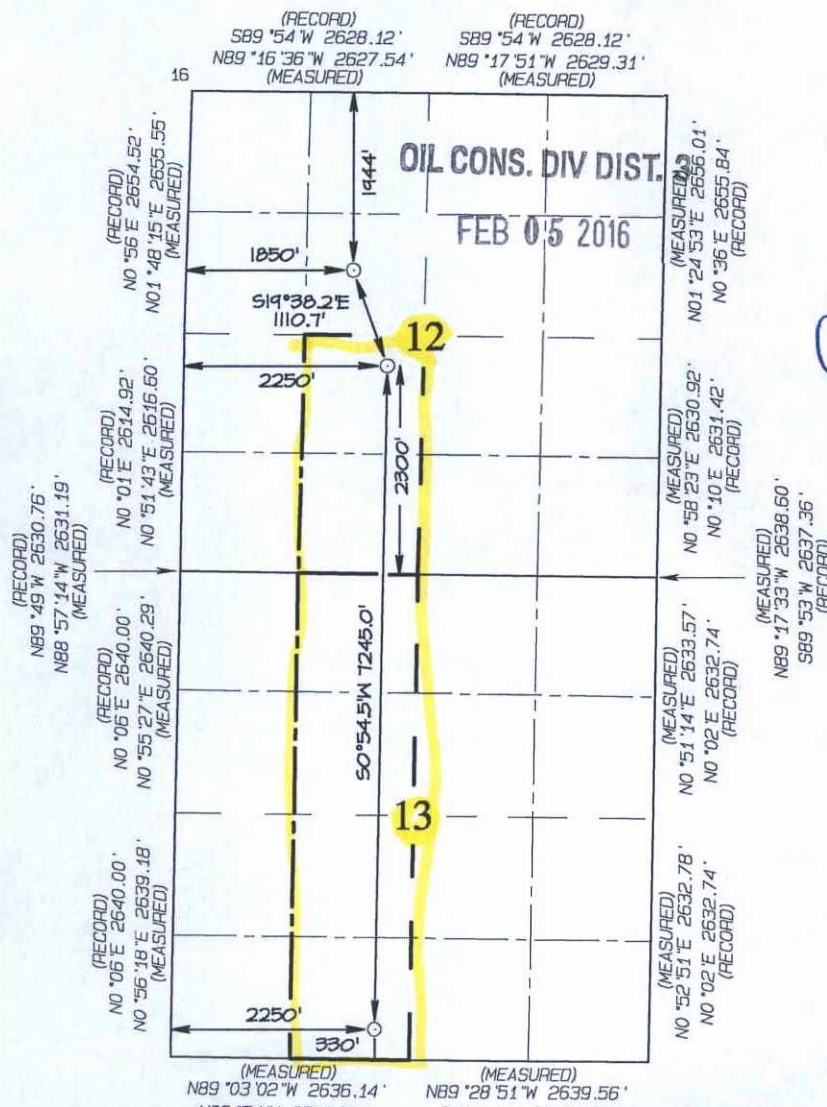 (RECORD)
S89°54'W 2628.12'
N89°16'36"W 2627.54'
(MEASURED)
(RECORD)
S89°54'W 2628.12'
N89°17'51"W 2629.31'
(MEASURED)
16
(RECORD)
N0°56'E 2654.52'
N01°48'15"E 2655.55'
(MEASURED)
1944'
OIL CONS. DIV DIST. 3
FEB 05 2016
(MEASURED)
N01°24'53"E 2656.01'
N0°36'E 2655.84'
(RECORD)
1850'
S19°38.2'E
1110.7'
12
2250'
2300'
(RECORD)
N0°01'E 2614.92'
N0°51'43"E 2616.60'
(MEASURED)
(MEASURED)
N0°58'23"E 2630.92'
N0°10'E 2631.42'
(RECORD)
(RECORD)
N89°49'W 2630.76'
N88°57'14"W 2631.19'
(MEASURED)
(MEASURED)
N89°17'33"W 2638.60'
S89°53'W 2637.36'
(RECORD)
(RECORD)
N0°06'E 2640.00'
N0°55'27"E 2640.29'
(MEASURED)
S0°54.5'W 7245.0'
(MEASURED)
N0°51'14"E 2633.57'
N0°02'E 2632.74'
(RECORD)
13
(RECORD)
N0°06'E 2640.00'
N0°56'18"E 2639.18'
(MEASURED)
(MEASURED)
N0°52'51"E 2632.78'
N0°02'E 2632.74'
(RECORD)
2250'
330'
(MEASURED)
N89°03'02"W 2636.14'
(MEASURED)
N89°28'51"W 2639.56'